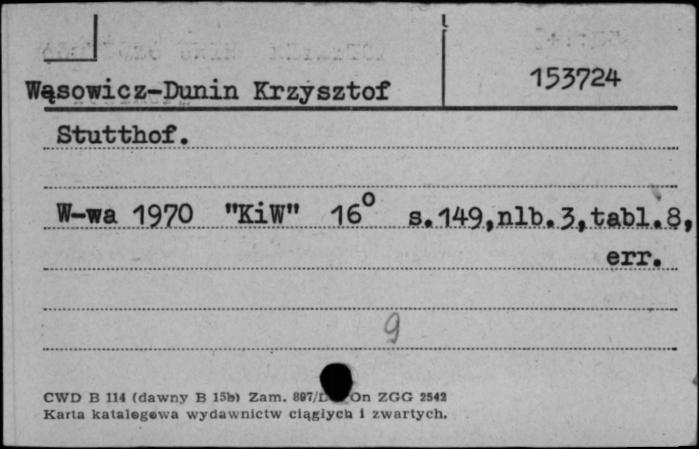 153724
Wąsowicz-Dunin Krzysztof
Stutthof.
W-wa 1970 "KiW" 16° s.149,nlb.3,tabl.8,
err.
9
CWD B 114 (dawny B 15b) Zam. 897/ On ZGG 2542
Karta katalogowa wydawnictw ciągłych i zwartych.